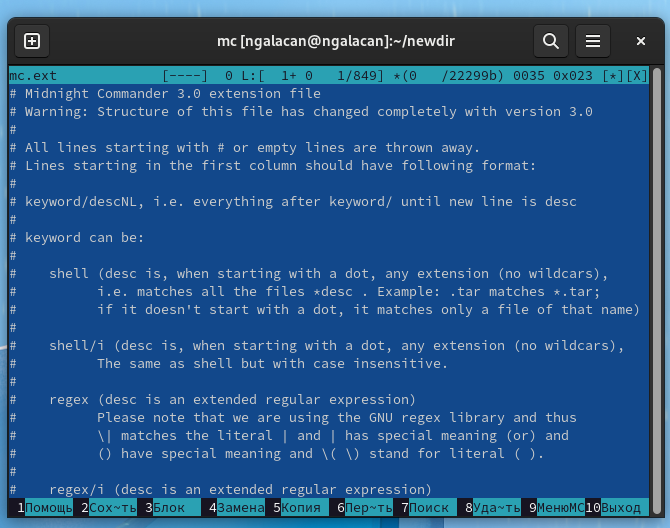 mc [ngalacan@ngalacan]:~/newdir
mc.ext             [----]  0 L:[  1+ 0   1/849] *(0   /22299b) 0035 0x023 [*][X]
# Midnight Commander 3.0 extension file
# Warning: Structure of this file has changed completely with version 3.0
#
# All lines starting with # or empty lines are thrown away.
# Lines starting in the first column should have following format:
#
# keyword/descNL, i.e. everything after keyword/ until new line is desc
#
# keyword can be:
#
#    shell (desc is, when starting with a dot, any extension (no wildcars),
#          i.e. matches all the files *desc . Example: .tar matches *.tar;
#          if it doesn't start with a dot, it matches only a file of that name)
#
#    shell/i (desc is, when starting with a dot, any extension (no wildcars),
#          The same as shell but with case insensitive.
#
#    regex (desc is an extended regular expression)
#          Please note that we are using the GNU regex library and thus
#          \| matches the literal | and | has special meaning (or) and
#          () have special meaning and \( \) stand for literal ( ).
#
#    regex/i (desc is an extended regular expression)
1Помощь 2Сох~ть 3Блок 4Замена 5Копия 6Пер~ть 7Поиск 8Уда~ть 9МенюMC 10Выход